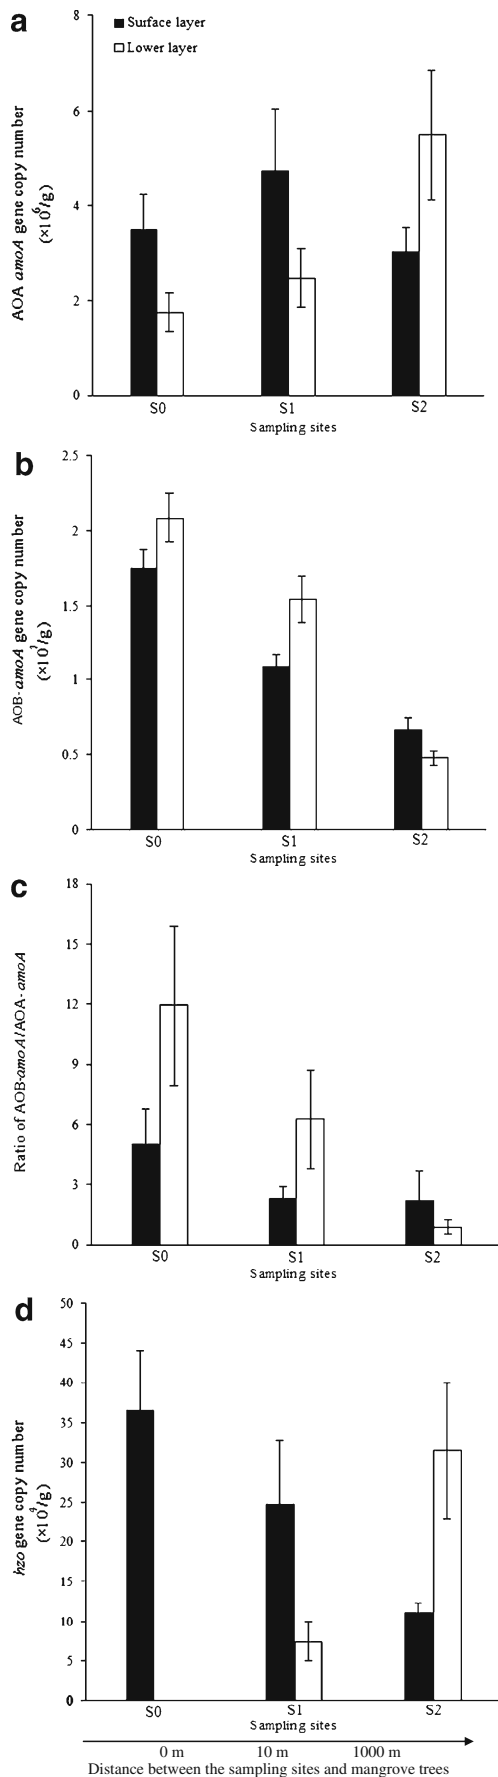 a
8
Surface layer
Lower layer
6
4
2
0
AOA amoA gene copy number
(×10⁶/g)
S0 S1 S2
Sampling sites
b
2.5
2
1.5
1
0.5
0
AOB-amoA gene copy number
(×10⁷/g)
S0 S1 S2
Sampling sites
c
18
15
12
9
6
3
0
Ratio of AOB-amoA/AOA-amoA
S0 S1 S2
Sampling sites
d
50
45
40
35
30
25
20
15
10
5
0
hzo gene copy number
(×10⁴/g)
S0 S1 S2
Sampling sites
0 m 10 m 1000 m
Distance between the sampling sites and mangrove trees